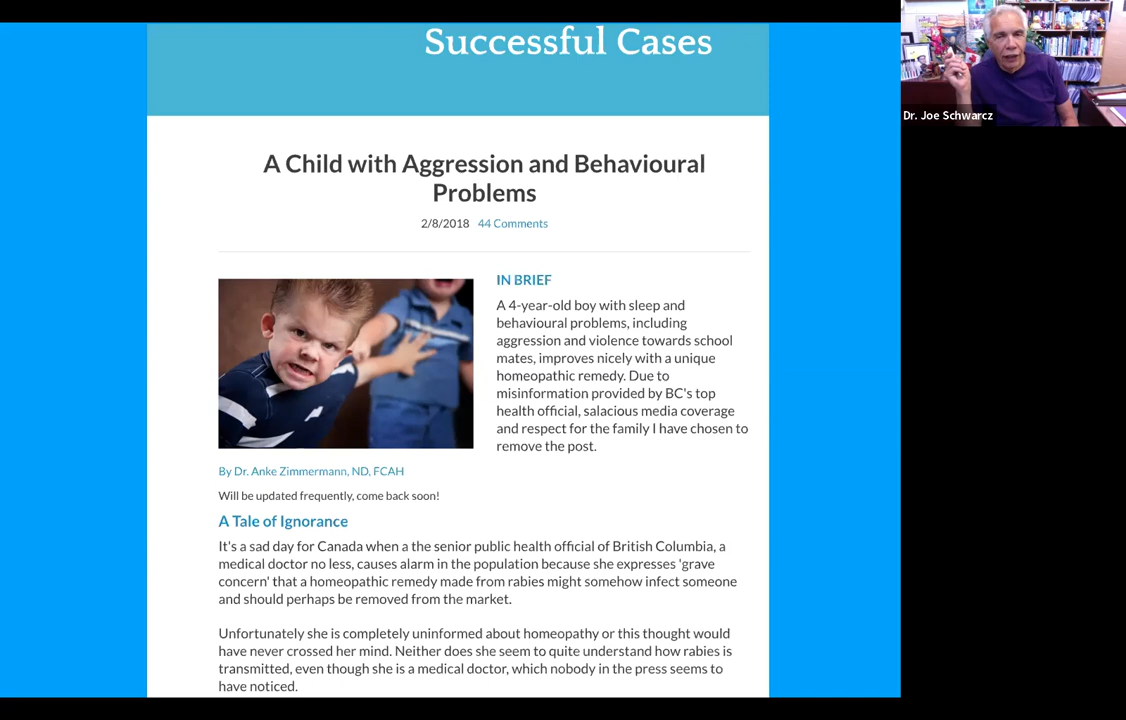 Successful Cases
Dr. Joe Schwarcz
A Child with Aggression and Behavioural
Problems
2/8/2018 44 Comments
IN BRIEF
A 4-year-old boy with sleep and
behavioural problems, including
aggression and violence towards school
mates, improves nicely with a unique
homeopathic remedy. Due to
misinformation provided by BC's top
health official, salacious media coverage
and respect for the family I have chosen to
remove the post.
By Dr. Anke Zimmermann, ND, FCAH
Will be updated frequently, come back soon!
A Tale of Ignorance
It's a sad day for Canada when a the senior public health official of British Columbia, a
medical doctor no less, causes alarm in the population because she expresses 'grave
concern' that a homeopathic remedy made from rabies might somehow infect someone
and should perhaps be removed from the market.
Unfortunately she is completely uninformed about homeopathy or this thought would
have never crossed her mind. Neither does she seem to quite understand how rabies is
transmitted, even though she is a medical doctor, which nobody in the press seems to
have noticed.